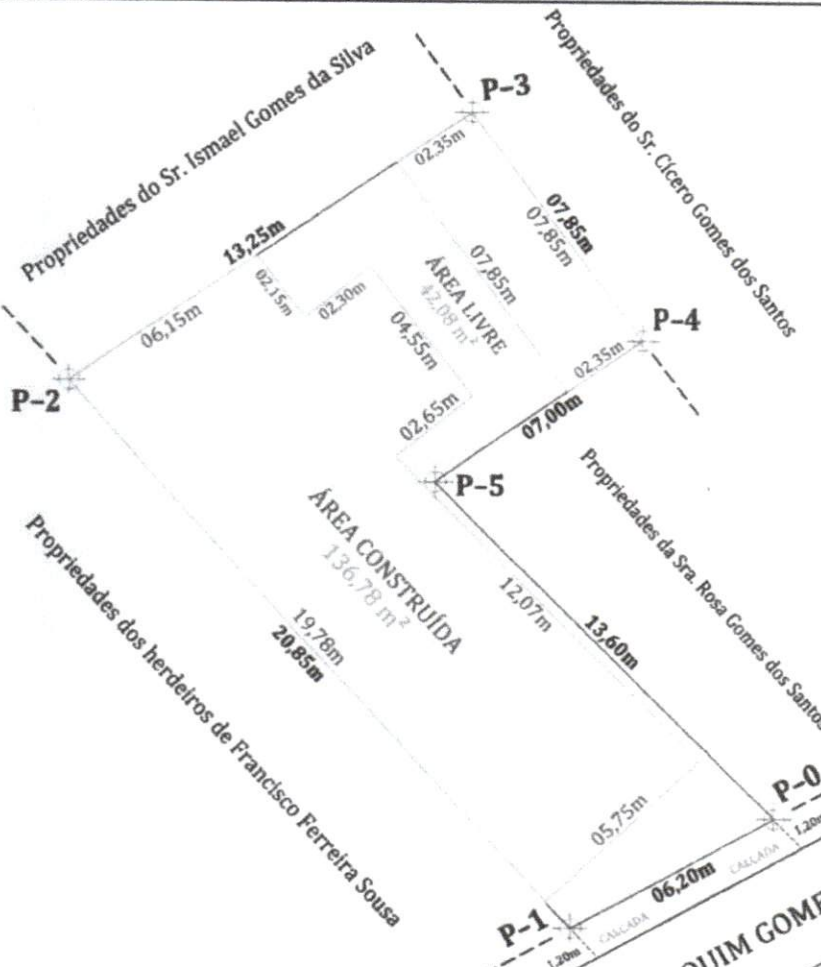 Propriedades do Sr. Ismael Gomes da Silva
Propriedades do Sr. Cícero Gomes dos Santos
P-3
02,35m
13,25m
07,85m
07,85m
07,85m
ÁREA LIVRE
42,08 m²
02,15m
02,30m
06,15m
04,55m
P-4
02,35m
P-2
02,65m
07,00m
P-5
Propriedades da Sra. Rosa Gomes dos Santos
ÁREA CONSTRUÍDA
136,78 m²
Propriedades dos herdeiros de Francisco Ferreira Sousa
12,07m
13,60m
19,78m
20,85m
P-0
1,20m
05,75m
CALÇADA
06,20m
P-1
CALÇADA
1,20m
QUIM GOME